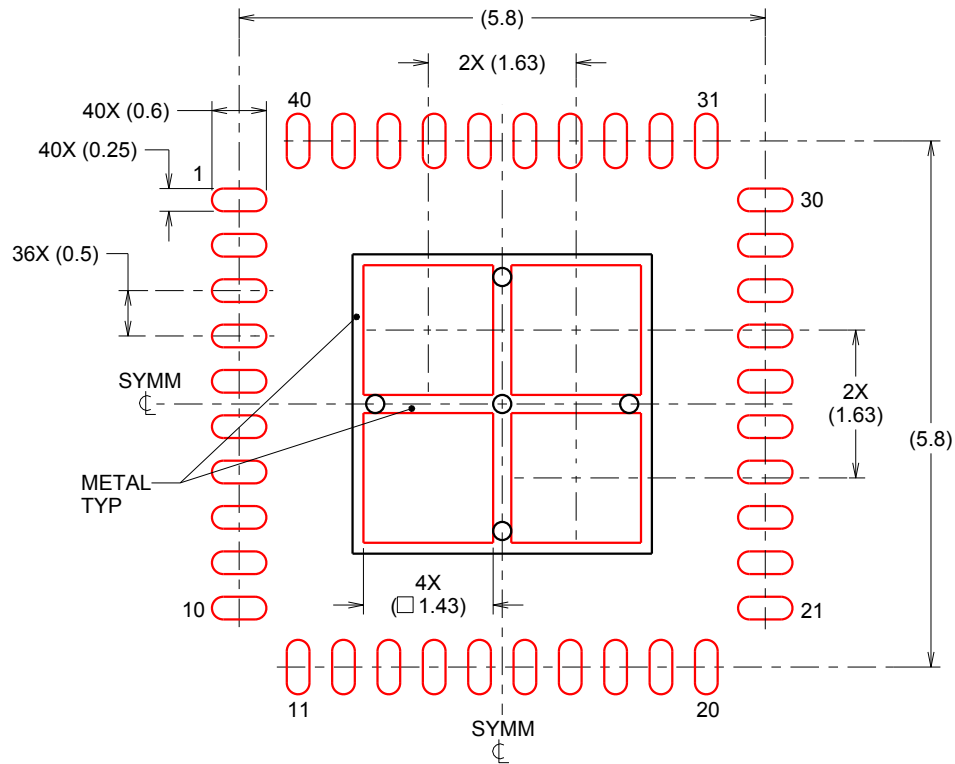 (5.8)
2X (1.63)
40X (0.6)
40
31
40X (0.25)
1
30
36X (0.5)
SYMM
℄
2X
(1.63)
(5.8)
METAL
TYP
4X
(□ 1.43)
10
21
11
20
SYMM
℄